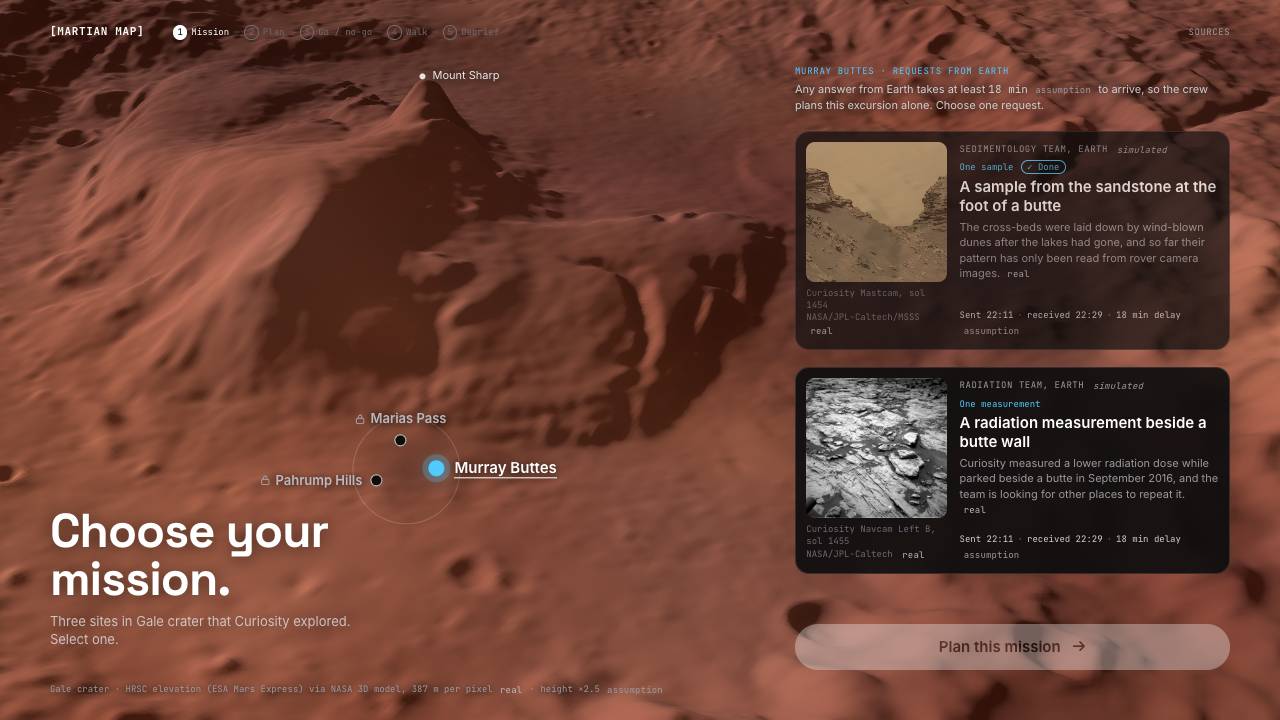 [MARTIAN MAP] 1 Mission 2 Plan 3 Go / no-go 4 Walk 5 Debrief SOURCES
Mount Sharp
Marias Pass
Murray Buttes
Pahrump Hills
Choose your
mission.
Three sites in Gale crater that Curiosity explored.
Select one.
Gale crater · HRSC elevation (ESA Mars Express) via NASA 3D model, 387 m per pixel real · height ×2.5 assumption
MURRAY BUTTES · REQUESTS FROM EARTH
Any answer from Earth takes at least 18 min assumption to arrive, so the crew
plans this excursion alone. Choose one request.
SEDIMENTOLOGY TEAM, EARTH simulated
One sample ✓ Done
A sample from the sandstone at the
foot of a butte
The cross-beds were laid down by wind-blown
dunes after the lakes had gone, and so far their
pattern has only been read from rover camera
images. real
Sent 22:11 · received 22:29 · 18 min delay
assumption
Curiosity Mastcam, sol
1454
NASA/JPL-Caltech/MSSS
real
RADIATION TEAM, EARTH simulated
One measurement
A radiation measurement beside a
butte wall
Curiosity measured a lower radiation dose while
parked beside a butte in September 2016, and the
team is looking for other places to repeat it.
real
Sent 22:11 · received 22:29 · 18 min delay
assumption
Curiosity Navcam Left B,
sol 1455
NASA/JPL-Caltech real
Plan this mission →